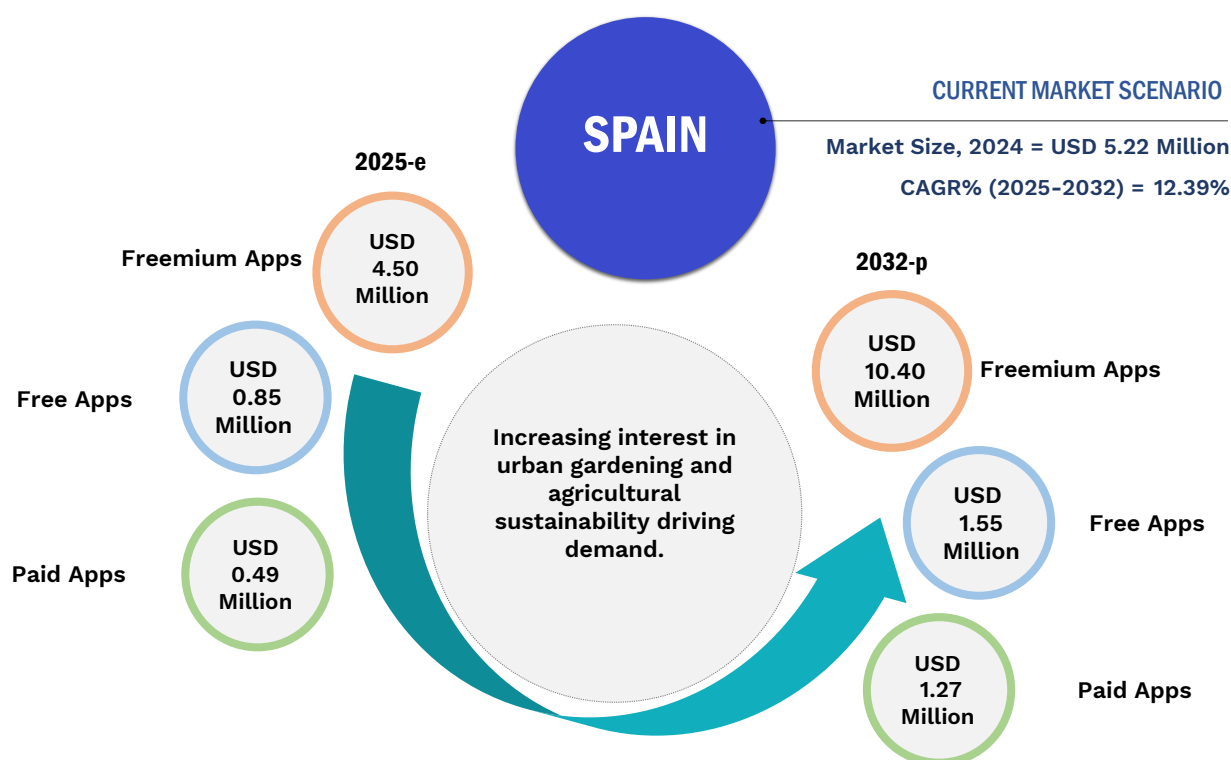 SPAIN
CURRENT MARKET SCENARIO
Market Size, 2024 = USD 5.22 Million
CAGR% (2025-2032) = 12.39%
2025-e
Freemium Apps
USD
4.50
Million
Free Apps
USD
0.85
Million
Paid Apps
USD
0.49
Million
Increasing interest in
urban gardening and
agricultural
sustainability driving
demand.
2032-p
USD
10.40
Million
Freemium Apps
USD
1.55
Million
Free Apps
USD
1.27
Million
Paid Apps